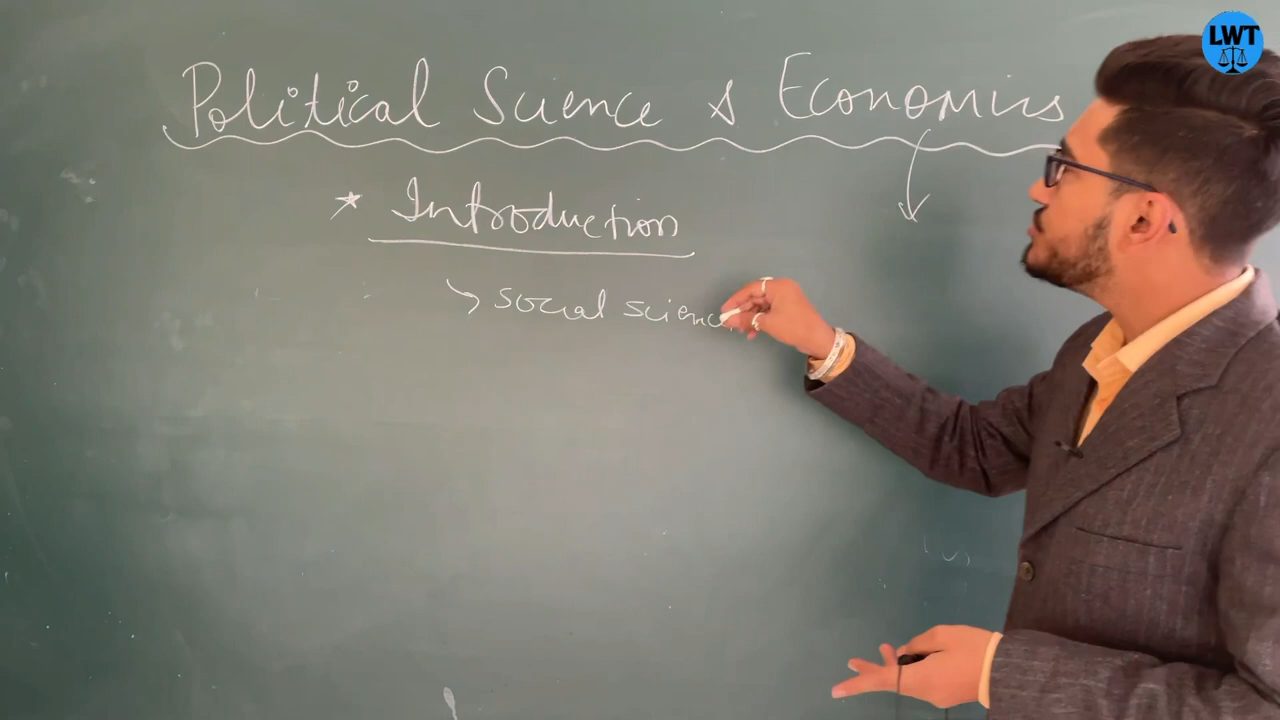 LWT
Political Science & Economics
* Introduction
↘ Social science